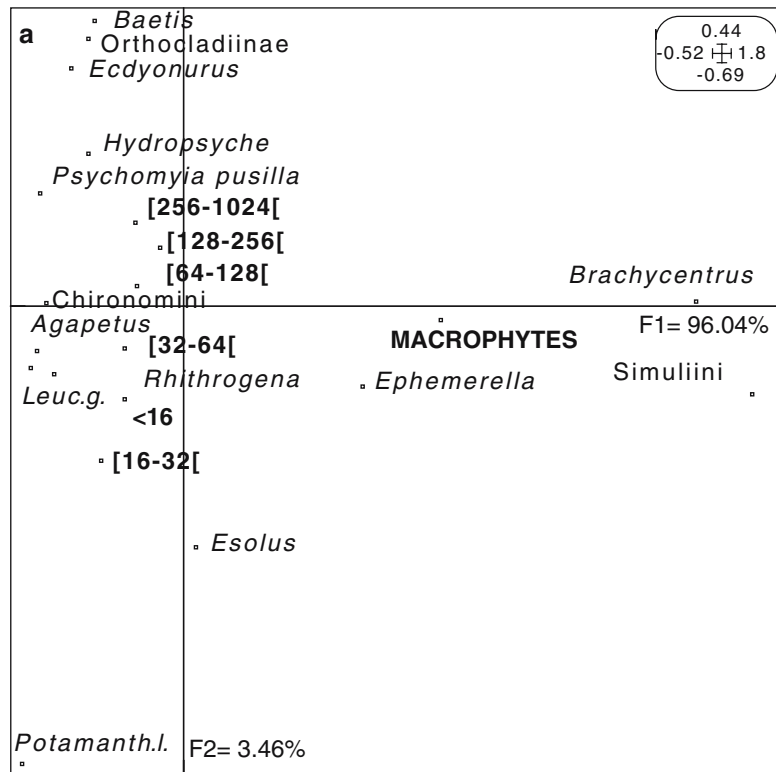 a
Baetis
Orthocladiinae
Ecdyonurus
0.44
-0.52 1.8
-0.69
Hydropsyche
Psychomyia pusilla
[256-1024[
[128-256[
[64-128[
Brachycentrus
Chironomini
F1= 96.04%
Agapetus
[32-64[
MACROPHYTES
Leuc.g.
Rhithrogena
Ephemerella
Simuliini
<16
[16-32[
Esolus
Potamanth.l.
F2= 3.46%